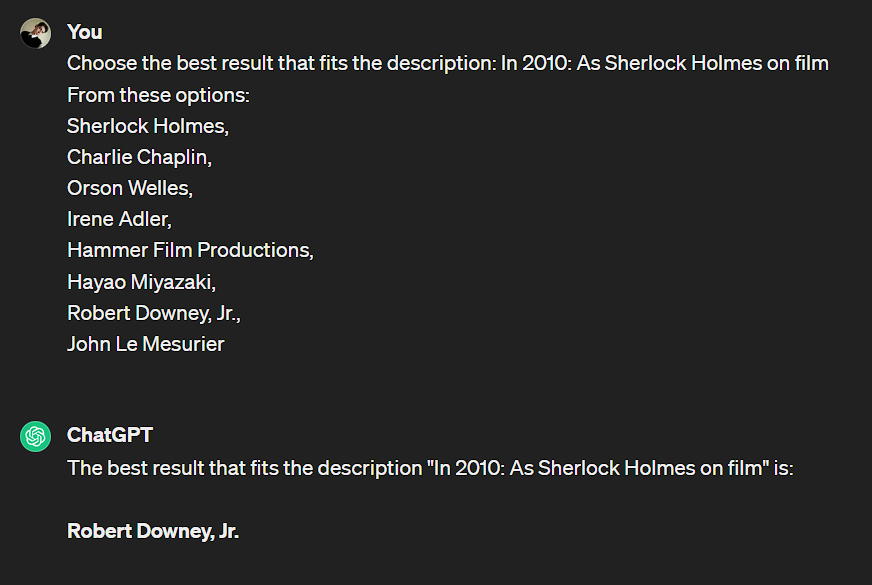 You
Choose the best result that fits the description: In 2010: As Sherlock Holmes on film
From these options:
Sherlock Holmes,
Charlie Chaplin,
Orson Welles,
Irene Adler,
Hammer Film Productions,
Hayao Miyazaki,
Robert Downey, Jr.,
John Le Mesurier
ChatGPT
The best result that fits the description "In 2010: As Sherlock Holmes on film" is:
Robert Downey, Jr.